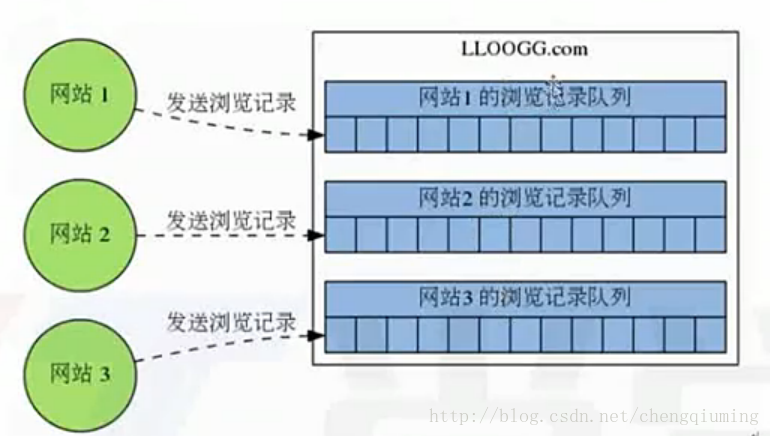 LLOOGG.com
网站 1
发送浏览记录
网站1 的浏览记录队列
网站 2
发送浏览记录
网站2 的浏览记录队列
网站 3
发送浏览记录
网站3 的浏览记录队列
http://blog.csdn.net/chengqiuming